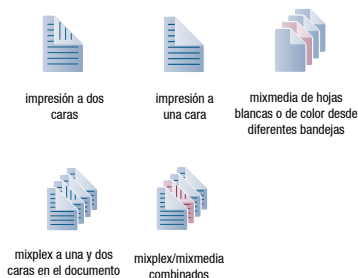 impresión a dos
caras
impresión a
una cara
mixmedia de hojas
blancas o de color desde
diferentes bandejas
mixplex a una y dos
caras en el documento
mixplex/mixmedia
combinados